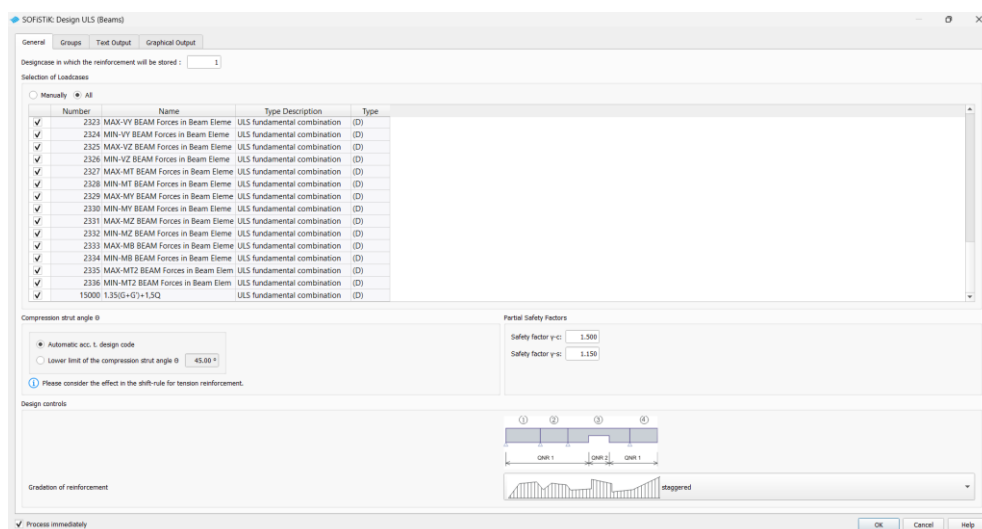 SOFiSTiK: Design ULS (Beams)
General Groups Text Output Graphical Output
Designcase in which the reinforcement will be stored : 1
Selection of Loadcases
Manually All
Number Name Type Description Type
2323 MAX-VY BEAM Forces in Beam Eleme ULS fundamental combination (D)
2324 MIN-VY BEAM Forces in Beam Eleme ULS fundamental combination (D)
2325 MAX-VZ BEAM Forces in Beam Eleme ULS fundamental combination (D)
2326 MIN-VZ BEAM Forces in Beam Eleme ULS fundamental combination (D)
2327 MAX-MT BEAM Forces in Beam Eleme ULS fundamental combination (D)
2328 MIN-MT BEAM Forces in Beam Eleme ULS fundamental combination (D)
2329 MAX-MY BEAM Forces in Beam Eleme ULS fundamental combination (D)
2330 MIN-MY BEAM Forces in Beam Eleme ULS fundamental combination (D)
2331 MAX-MZ BEAM Forces in Beam Eleme ULS fundamental combination (D)
2332 MIN-MZ BEAM Forces in Beam Eleme ULS fundamental combination (D)
2333 MAX-MB BEAM Forces in Beam Eleme ULS fundamental combination (D)
2334 MIN-MB BEAM Forces in Beam Eleme ULS fundamental combination (D)
2335 MAX-MT2 BEAM Forces in Beam Elem ULS fundamental combination (D)
2336 MIN-MT2 BEAM Forces in Beam Elem ULS fundamental combination (D)
15000 1.35(G+G')+1,5Q ULS fundamental combination (D)
Compression strut angle Θ Partial Safety Factors
Automatic acc. t. design code Safety factor γ-c: 1.500
Lower limit of the compression strut angle Θ 45.00 ° Safety factor γ-s: 1.150
Please consider the effect in the shift-rule for tension reinforcement.
Design controls
1 2 3 4
QNR 1 QNR 2 QNR 1
Gradation of reinforcement staggered
Process immediately OK Cancel Help